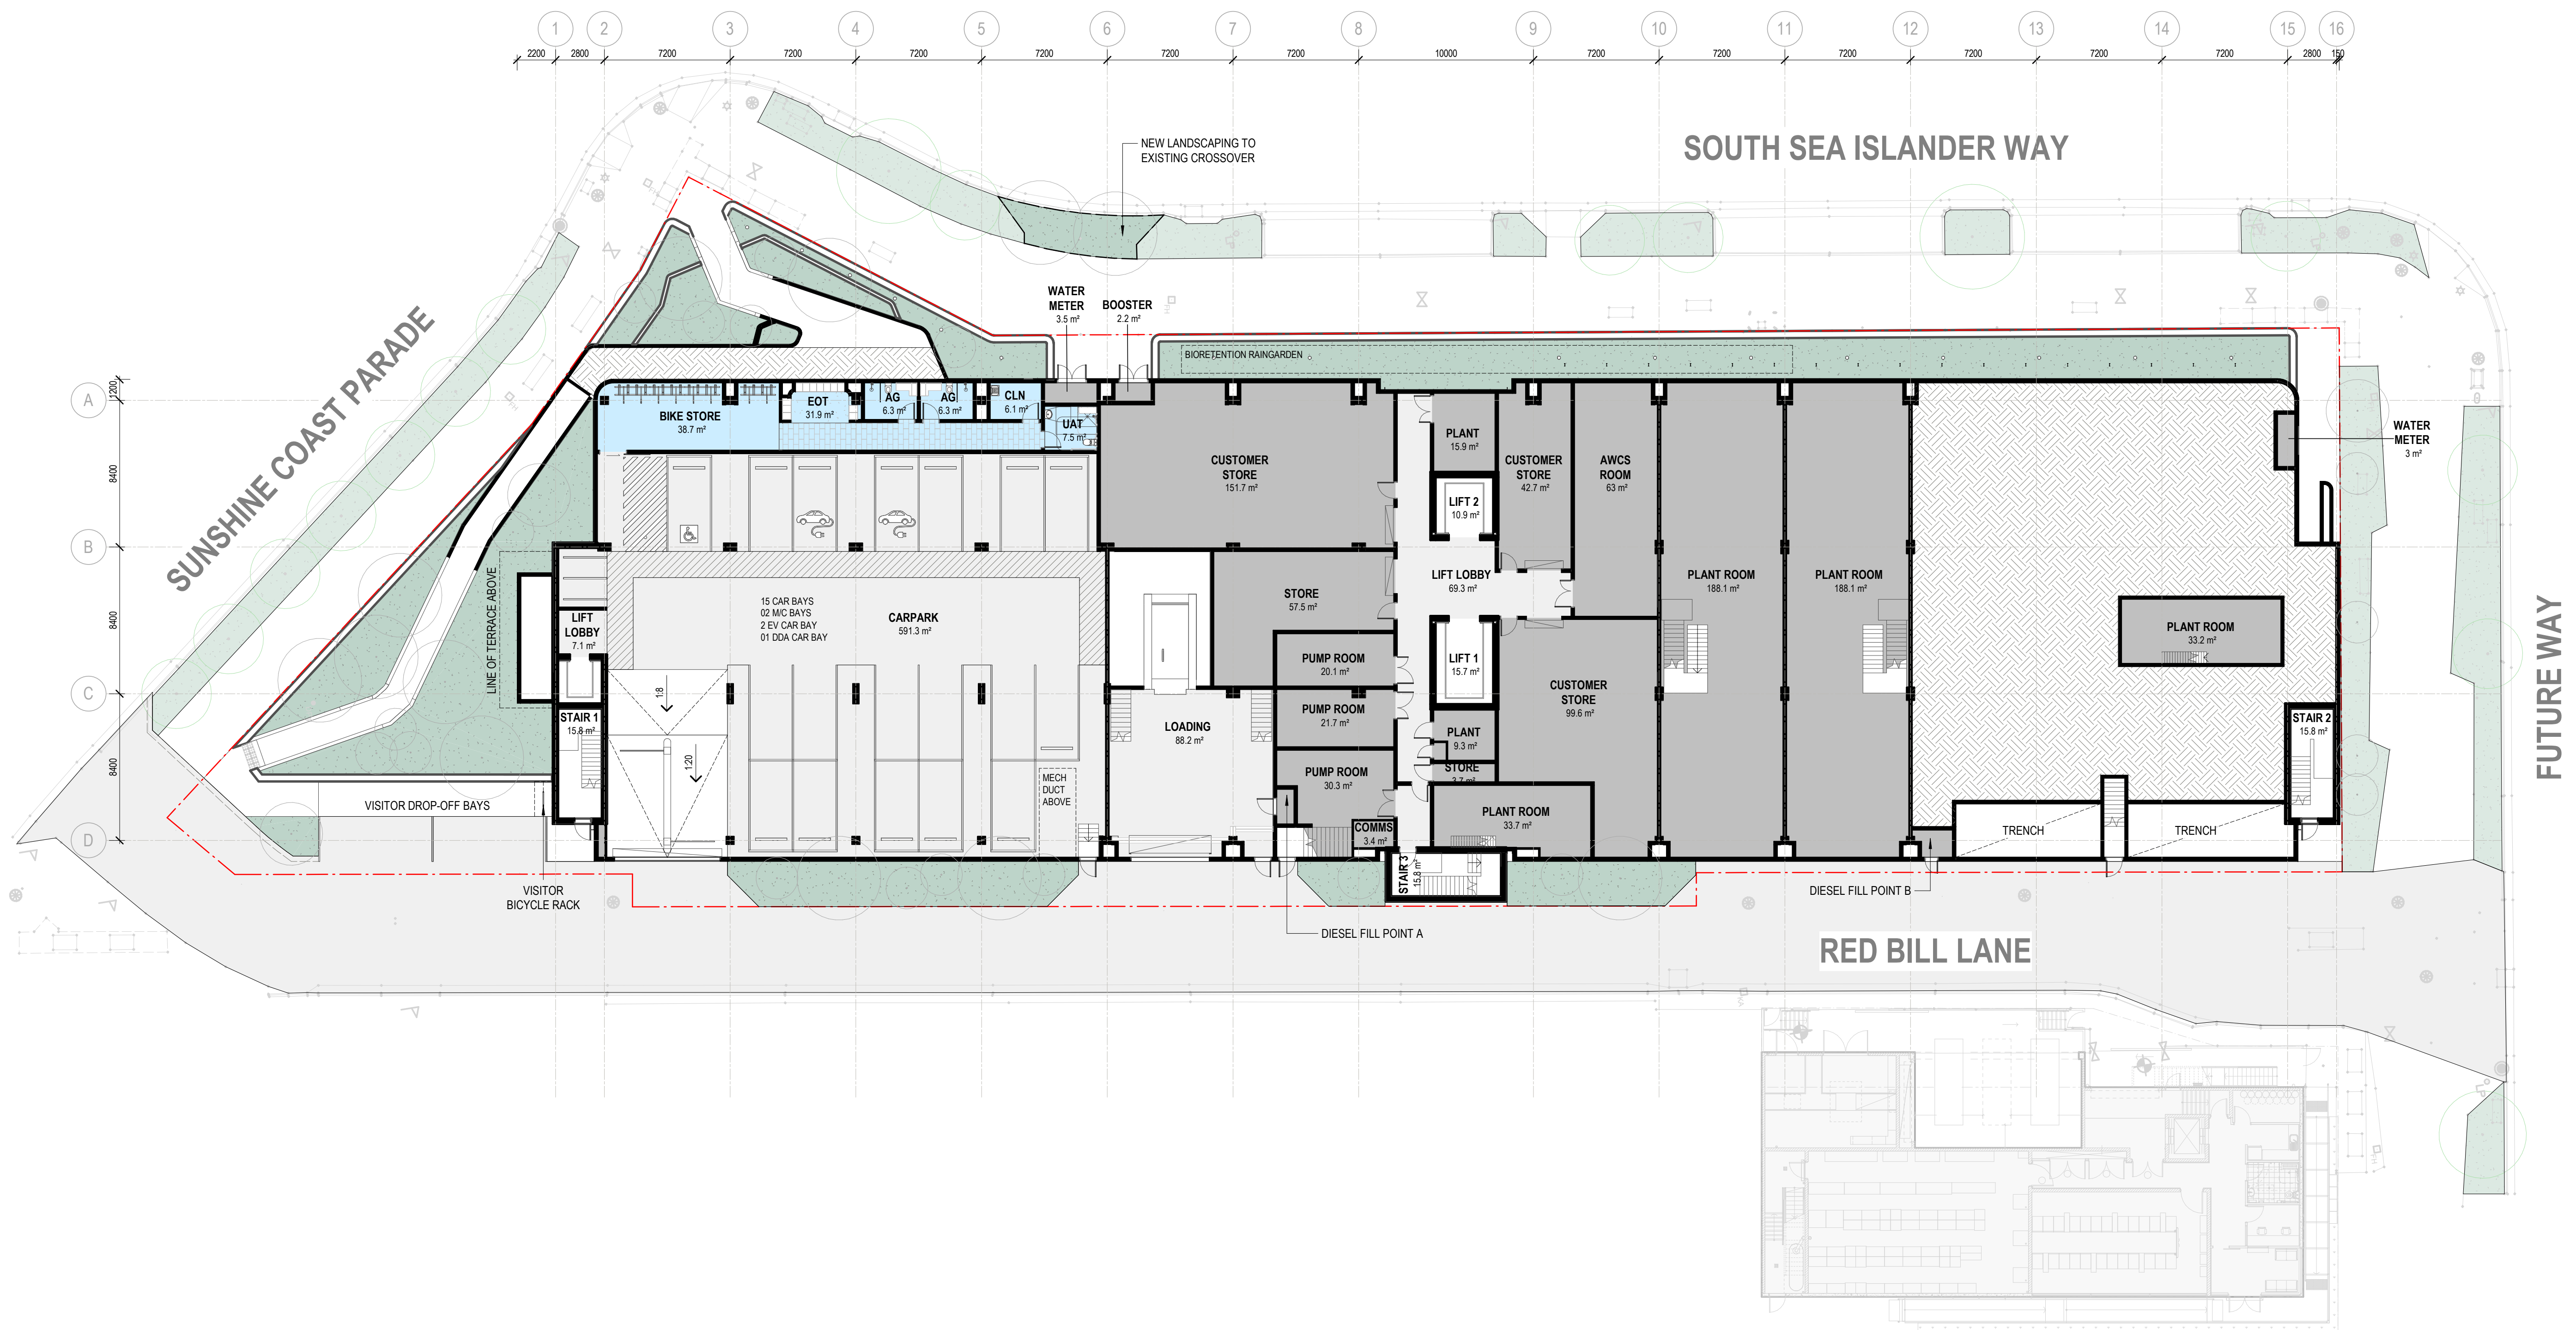 1 2 3 4 5 6 7 8 9 10 11 12 13 14 15 16
2200 2800 7200 7200 7200 7200 7200 7200 10000 7200 7200 7200 7200 7200 7200 2800 150
NEW LANDSCAPING TO
EXISTING CROSSOVER
SOUTH SEA ISLANDER WAY
SUNSHINE COAST PARADE
FUTURE WAY
RED BILL LANE
WATER
METER
3.5 m²
BOOSTER
2.2 m²
BIORETENTION RAINGARDEN
A
B
C
D
1200
8400
8400
8400
BIKE STORE
38.7 m²
EOT
31.9 m²
AG
6.3 m²
AG
6.3 m²
CLN
6.1 m²
UAT
7.5 m²
CUSTOMER
STORE
151.7 m²
PLANT
15.9 m²
CUSTOMER
STORE
42.7 m²
AWCS
ROOM
63 m²
WATER
METER
3 m²
LIFT 2
10.9 m²
LINE OF TERRACE ABOVE
LIFT
LOBBY
7.1 m²
15 CAR BAYS
02 M/C BAYS
2 EV CAR BAY
01 DDA CAR BAY
CARPARK
591.3 m²
STORE
57.5 m²
LIFT LOBBY
69.3 m²
PLANT ROOM
188.1 m²
PLANT ROOM
188.1 m²
PLANT ROOM
33.2 m²
PUMP ROOM
20.1 m²
LIFT 1
15.7 m²
CUSTOMER
STORE
99.6 m²
1:8
1:20
STAIR 1
15.8 m²
LOADING
88.2 m²
PUMP ROOM
21.7 m²
PLANT
9.3 m²
STORE
3.7 m²
STAIR 2
15.8 m²
MECH
DUCT
ABOVE
PUMP ROOM
30.3 m²
PLANT ROOM
33.7 m²
COMMS
3.4 m²
STAIR 3
15.8 m²
TRENCH
TRENCH
VISITOR DROP-OFF BAYS
VISITOR
BICYCLE RACK
DIESEL FILL POINT A
DIESEL FILL POINT B